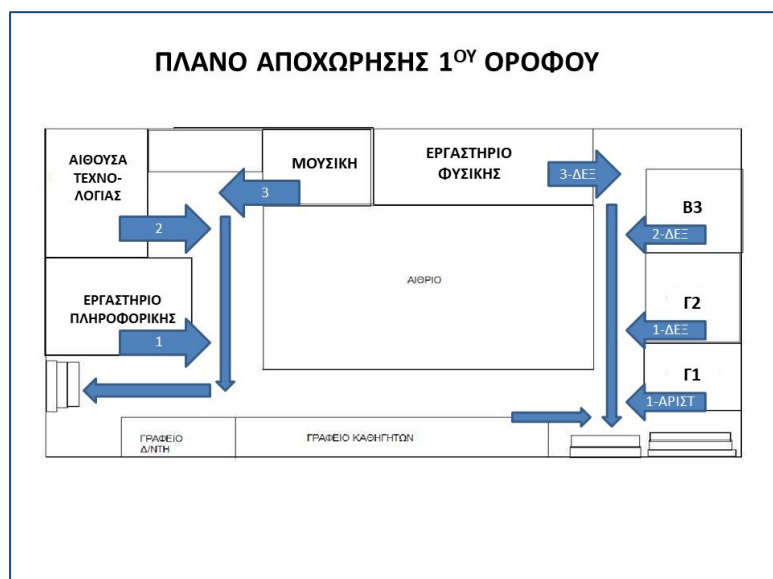 ΠΛΑΝΟ ΑΠΟΧΩΡΗΣΗΣ 1ΟΥ ΟΡΟΦΟΥ
ΑΙΘΟΥΣΑ
ΤΕΧΝΟ-
ΛΟΓΙΑΣ
ΜΟΥΣΙΚΗ
ΕΡΓΑΣΤΗΡΙΟ
ΦΥΣΙΚΗΣ
3
3-ΔΕΞ
Β3
2
2-ΔΕΞ
ΑΙΘΡΙΟ
ΕΡΓΑΣΤΗΡΙΟ
ΠΛΗΡΟΦΟΡΙΚΗΣ
Γ2
1
1-ΔΕΞ
Γ1
1-ΑΡΙΣΤ
ΓΡΑΦΕΙΟ
Δ/ΝΤΗ
ΓΡΑΦΕΙΟ ΚΑΘΗΓΗΤΩΝ